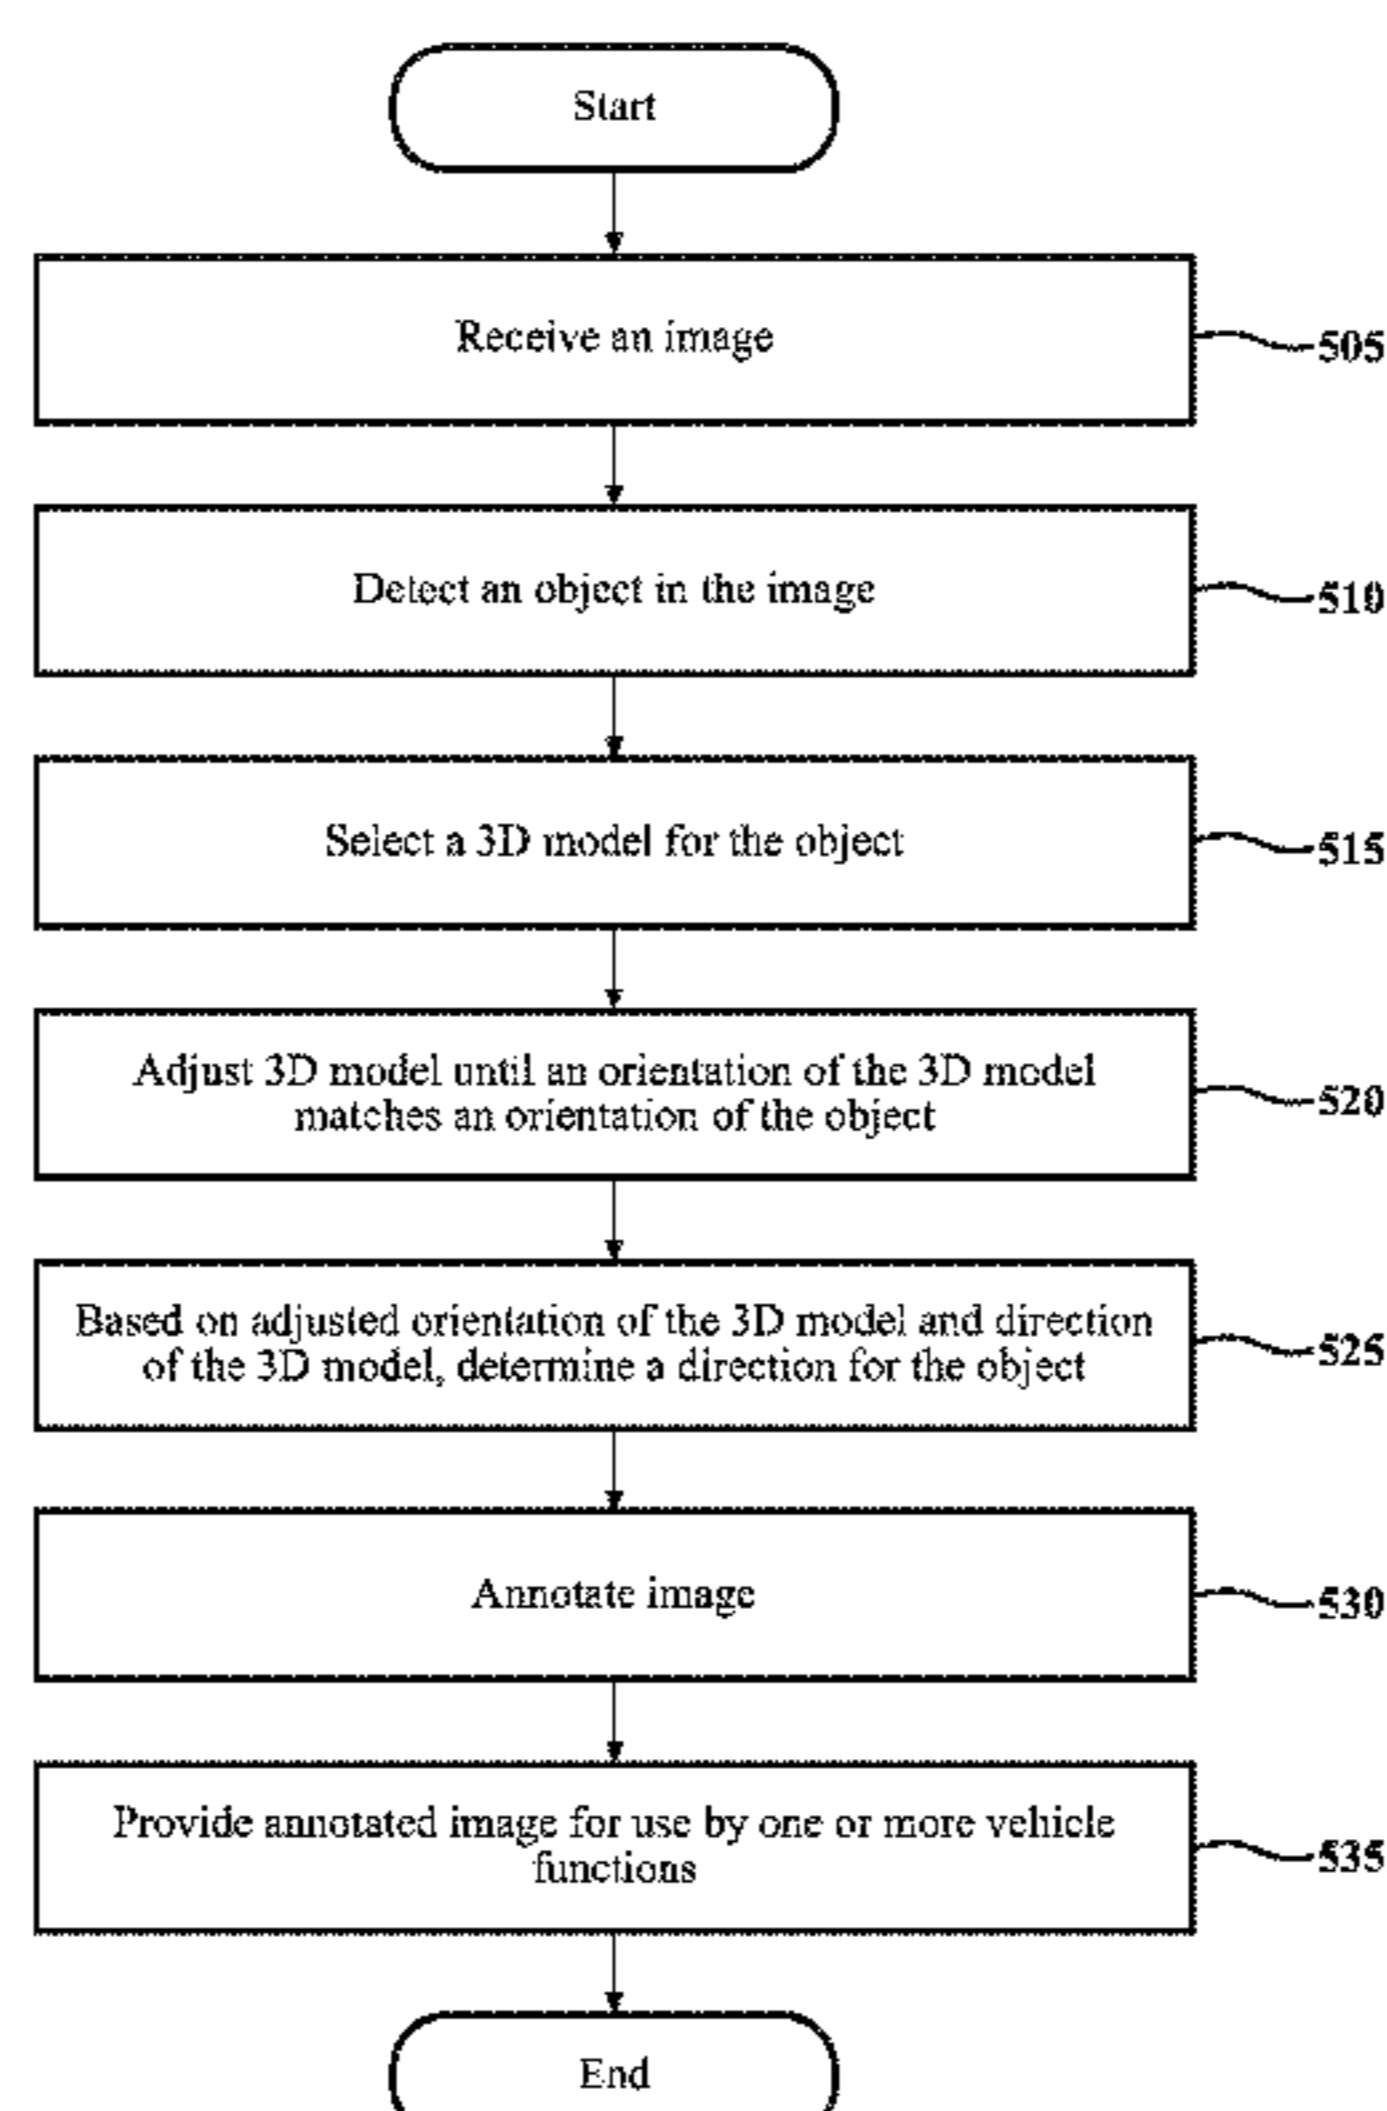 Start
Receive an image
505
Detect an object in the image
510
Select a 3D model for the object
515
Adjust 3D model until an orientation of the 3D model
matches an orientation of the object
520
Based on adjusted orientation of the 3D model and direction
of the 3D model, determine a direction for the object
525
Annotate image
530
Provide annotated image for use by one or more vehicle
functions
535
End